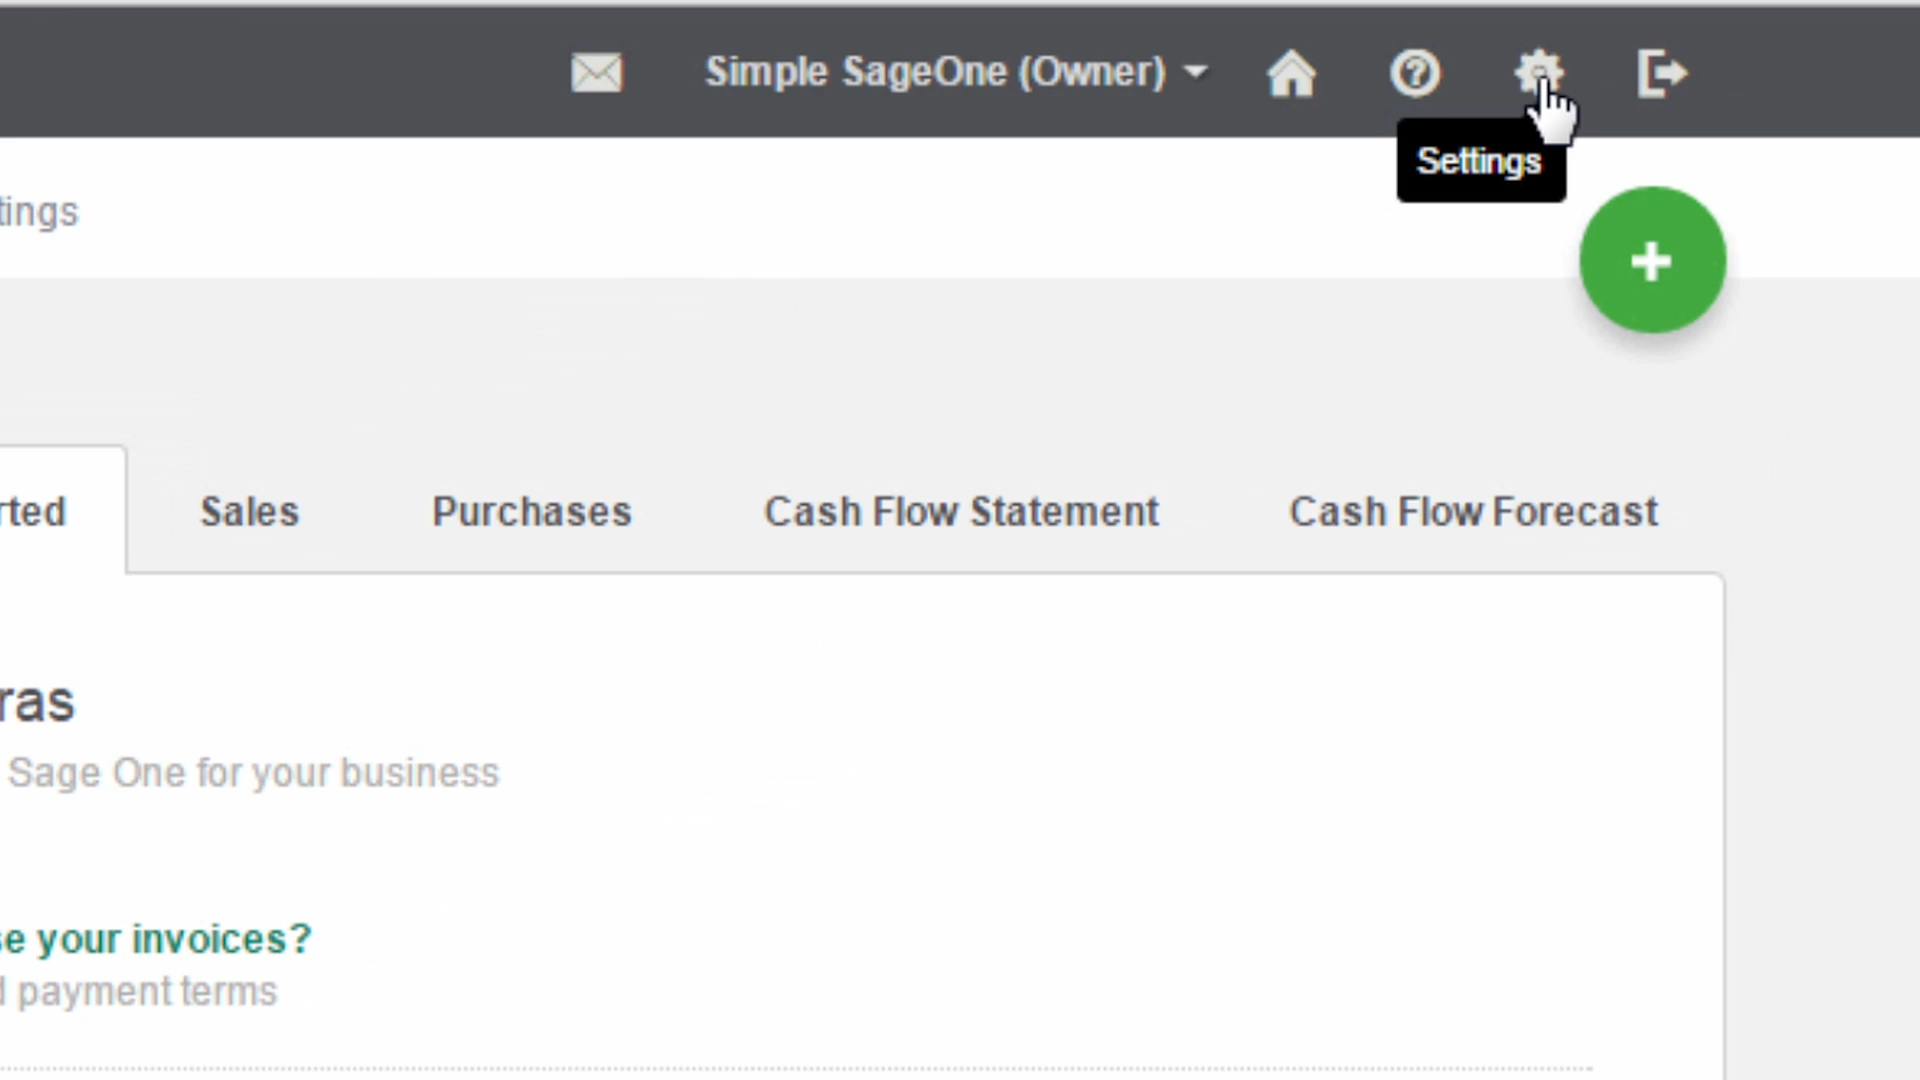 Simple SageOne (Owner)
Settings
tings
rted
Sales
Purchases
Cash Flow Statement
Cash Flow Forecast
ras
Sage One for your business
se your invoices?
d payment terms